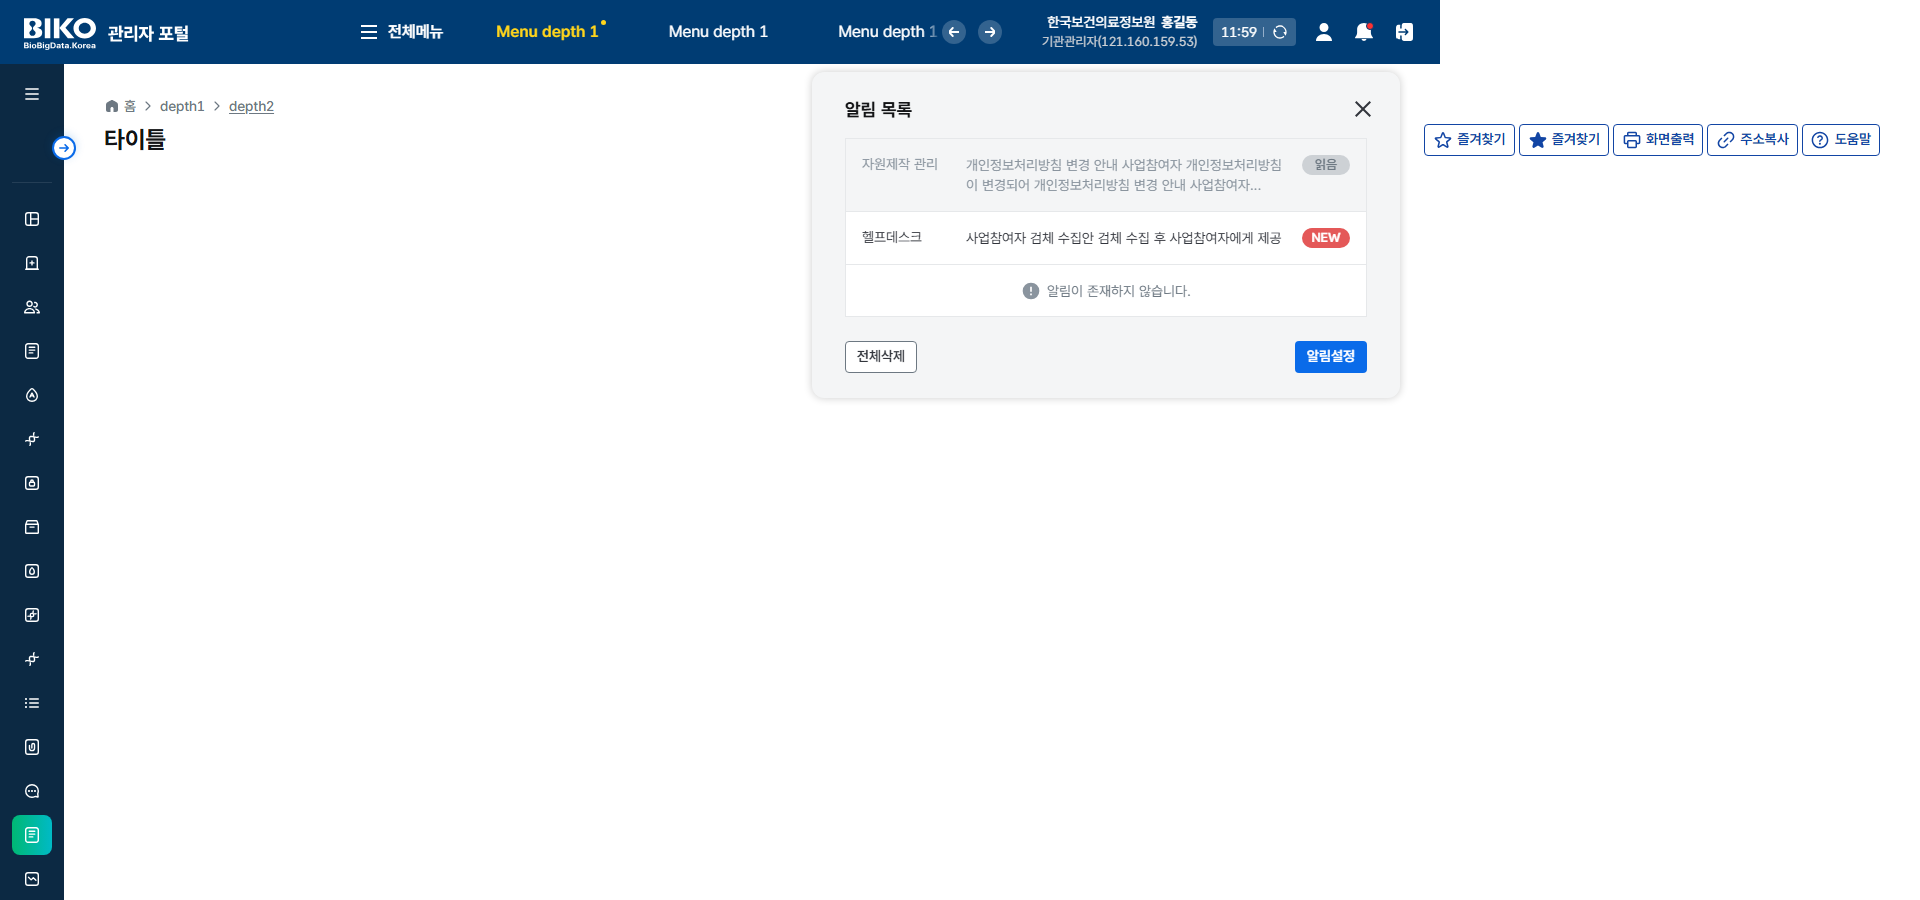 BIKO
BioBigData.Korea
관리자 포털
전체메뉴
Menu depth 1
Menu depth 1
Menu depth 1
한국보건의료정보원 홍길동
기관관리자(121.160.159.53)
11:59
홈 depth1 depth2
타이틀
즐겨찾기
즐겨찾기
화면출력
주소복사
도움말
알림 목록
자원제작 관리
개인정보처리방침 변경 안내 사업참여자 개인정보처리방침
이 변경되어 개인정보처리방침 변경 안내 사업참여자...
읽음
헬프데스크
사업참여자 검체 수집안 검체 수집 후 사업참여자에게 제공
NEW
알림이 존재하지 않습니다.
전체삭제
알림설정